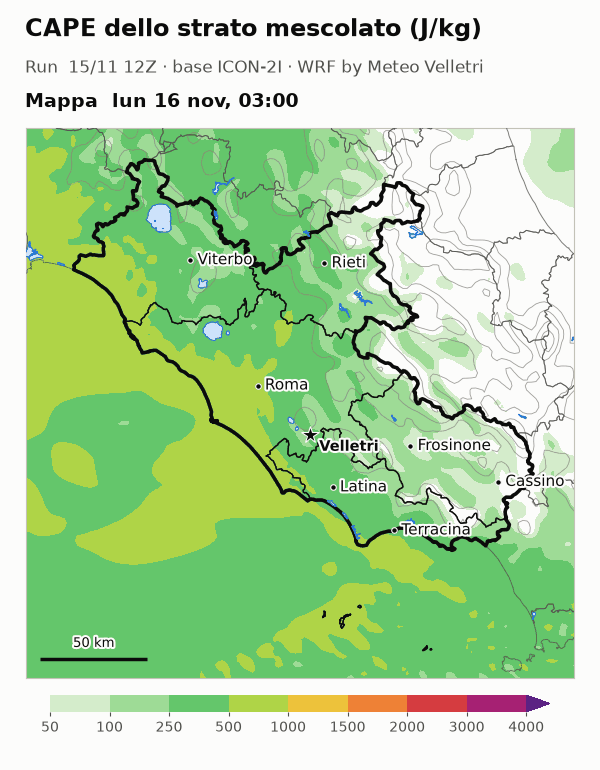 CAPE dello strato mescolato (J/kg)
Run 15/11 12Z · base ICON-2I · WRF by Meteo Velletri
Mappa lun 16 nov, 03:00
Viterbo
Rieti
Roma
Velletri
Frosinone
Cassino
Latina
Terracina
50 km
50 100 250 500 1000 1500 2000 3000 4000